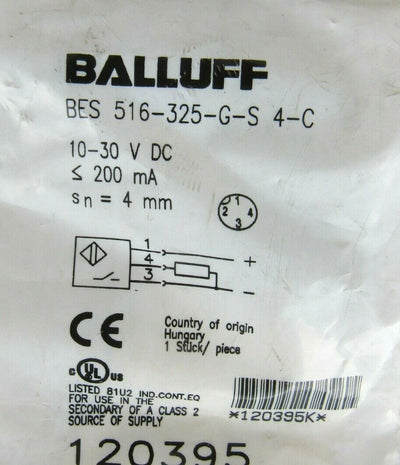 BALLUFF
BES 516-325-G-S 4-C
10-30 V DC
≤ 200 mA
sn = 4 mm
1
2 4
3
1 +
4
3 -
CE
Country of origin
Hungary
1 Stück/ piece
c UL us
LISTED 81U2 IND.CONT.EQ
FOR USE IN THE
SECONDARY OF A CLASS 2
SOURCE OF SUPPLY
*120395K*
120395